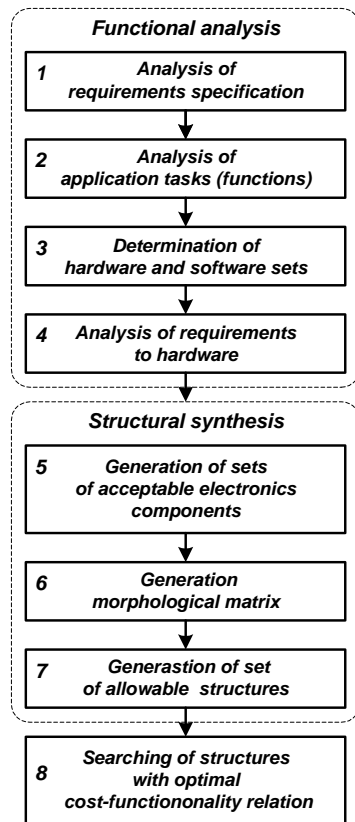 Functional analysis
1
Analysis of
requirements specification
2
Analysis of
application tasks (functions)
3
Determination of
hardware and software sets
4
Analysis of requirements
to hardware
Structural synthesis
5
Generation of sets
of acceptable electronics
components
6
Generation
morphological matrix
7
Generastion of set
of allowable structures
8
Searching of structures
with optimal
cost-functiononality relation